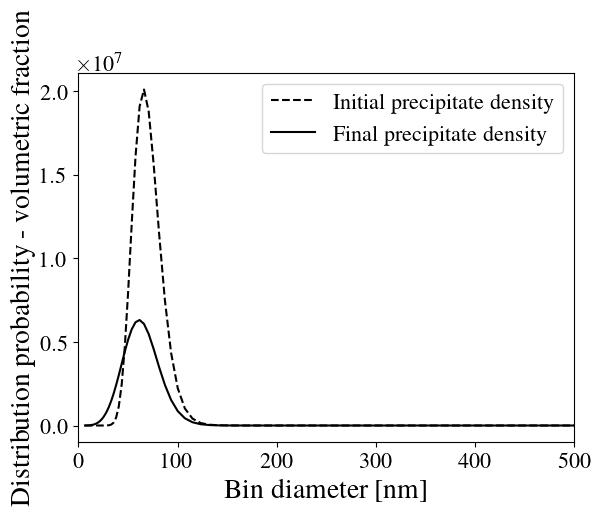 ×10⁷
Distribution probability - volumetric fraction
2.0
1.5
1.0
0.5
0.0
Initial precipitate density
Final precipitate density
0 100 200 300 400 500
Bin diameter [nm]